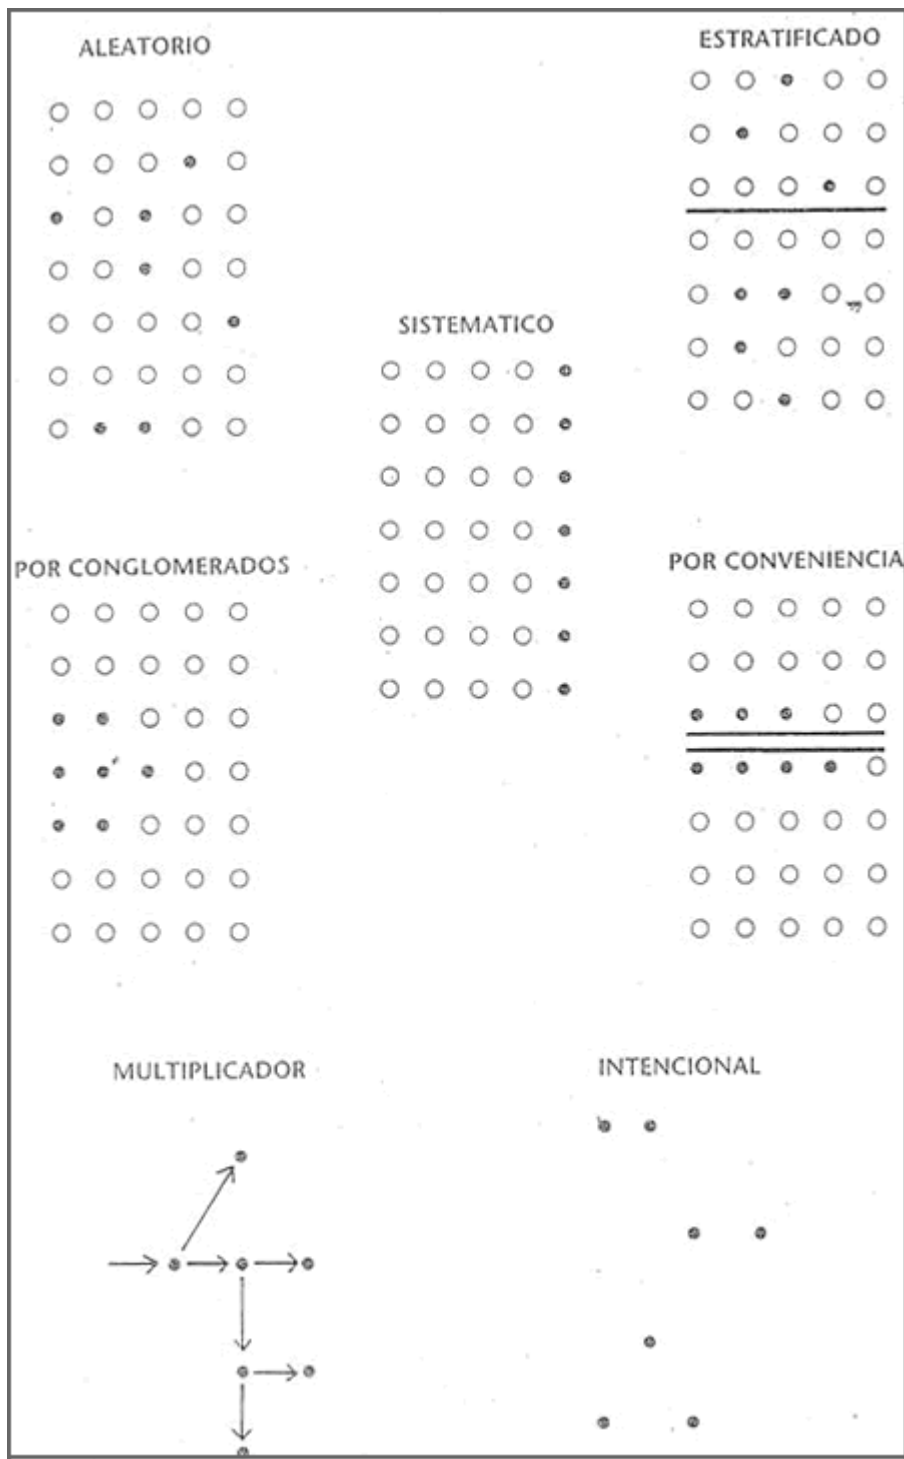 ALEATORIO
ESTRATIFICADO
SISTEMATICO
POR CONGLOMERADOS
POR CONVENIENCIA
MULTIPLICADOR
INTENCIONAL